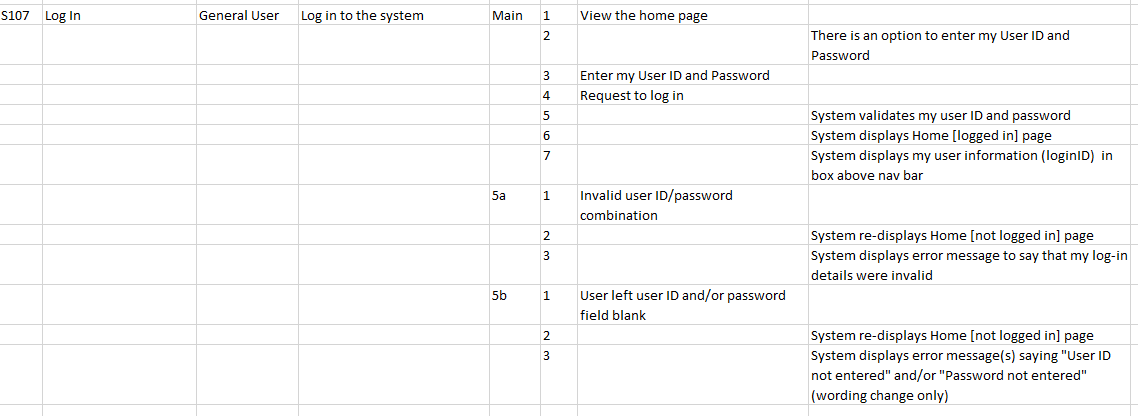 S107 Log In General User Log in to the system Main 1 View the home page
2 There is an option to enter my User ID and
Password
3 Enter my User ID and Password
4 Request to log in
5 System validates my user ID and password
6 System displays Home [logged in] page
7 System displays my user information (loginID)  in
box above nav bar
5a 1 Invalid user ID/password
combination
2 System re-displays Home [not logged in] page
3 System displays error message to say that my log-in
details were invalid
5b 1 User left user ID and/or password
field blank
2 System re-displays Home [not logged in] page
3 System displays error message(s) saying "User ID
not entered" and/or "Password not entered"
(wording change only)